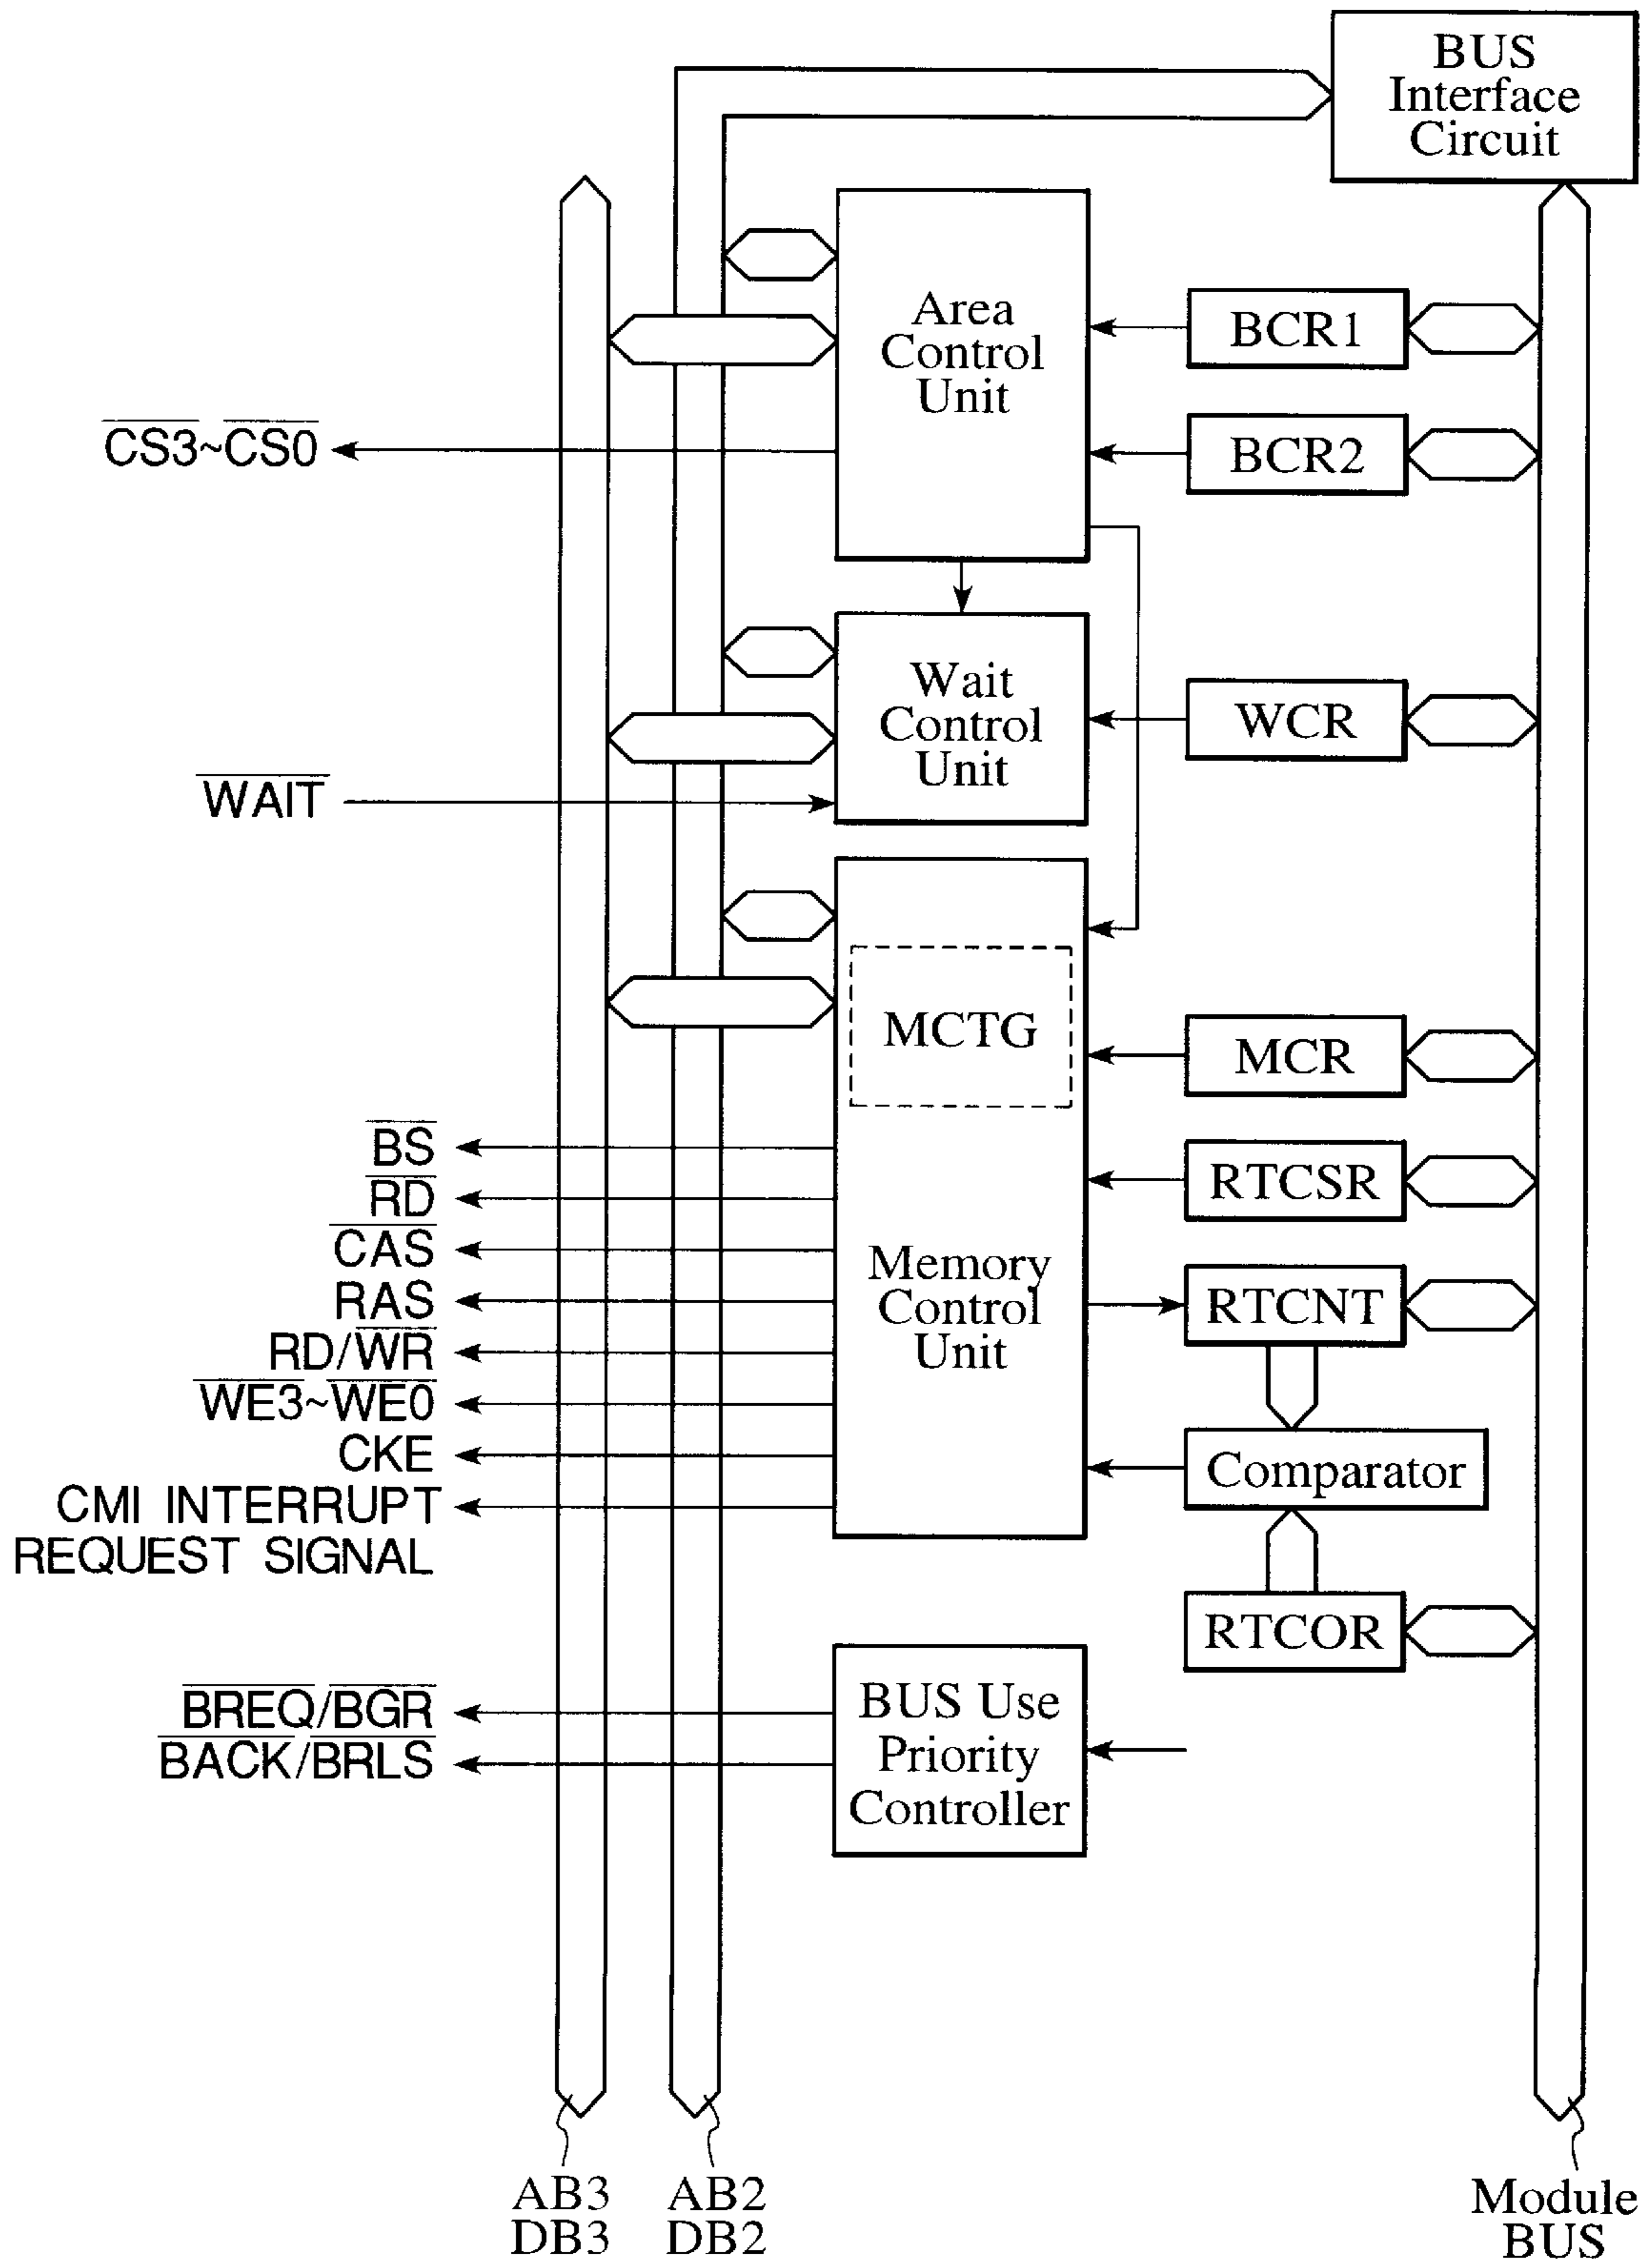 BUS
Interface
Circuit
Area
Control
Unit
BCR1
BCR2
CS3~CS0
Wait
Control
Unit
WCR
WAIT
MCTG
MCR
BS
RD
CAS
RAS
RD/WR
WE3~WE0
CKE
CMI INTERRUPT
REQUEST SIGNAL
Memory
Control
Unit
RTCSR
RTCNT
Comparator
RTCOR
BREQ/BGR
BACK/BRLS
BUS Use
Priority
Controller
AB3
DB3
AB2
DB2
Module
BUS